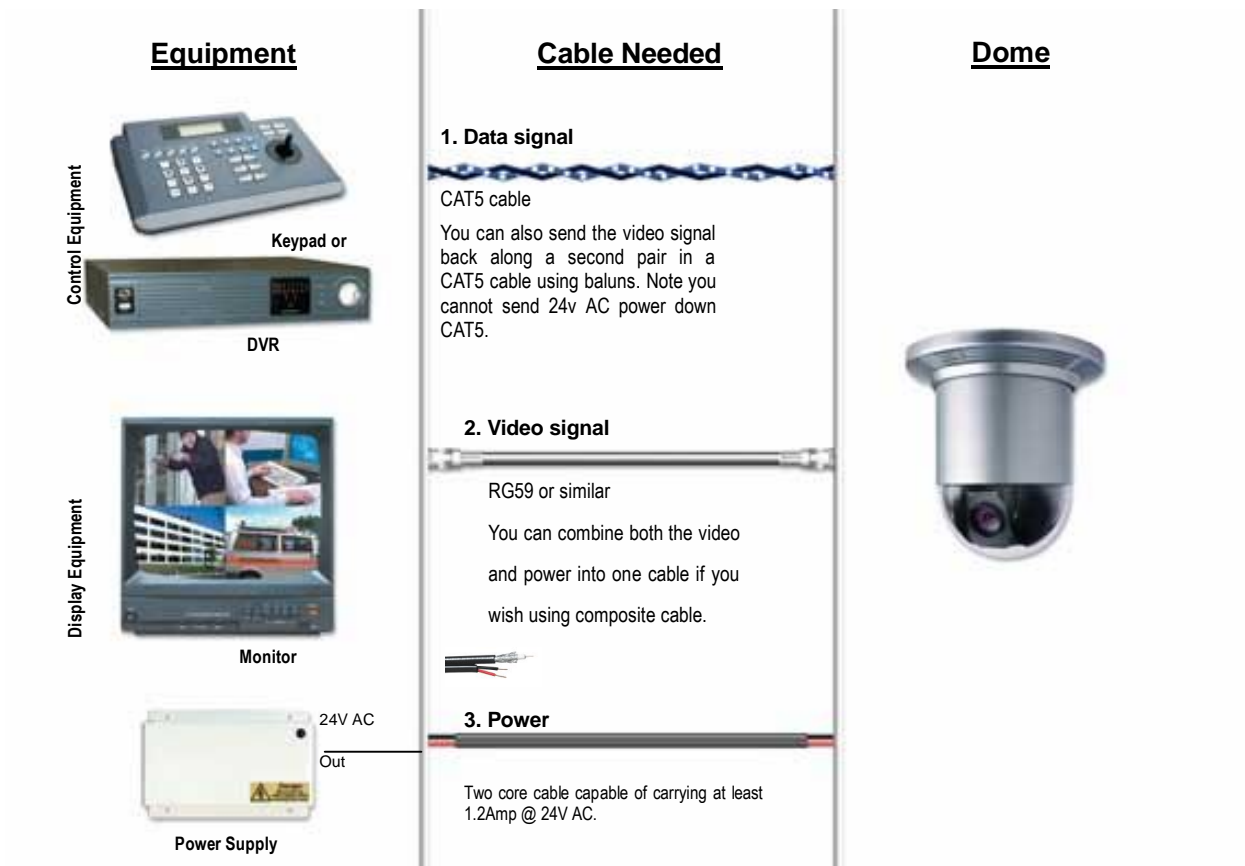 Equipment
Cable Needed
Dome
Control Equipment
Keypad or
DVR
1. Data signal
CAT5 cable
You can also send the video signal
back along a second pair in a
CAT5 cable using baluns. Note you
cannot send 24v AC power down
CAT5.
Display Equipment
Monitor
2. Video signal
RG59 or similar
You can combine both the video
and power into one cable if you
wish using composite cable.
24V AC
Out
Power Supply
3. Power
Two core cable capable of carrying at least
1.2Amp @ 24V AC.